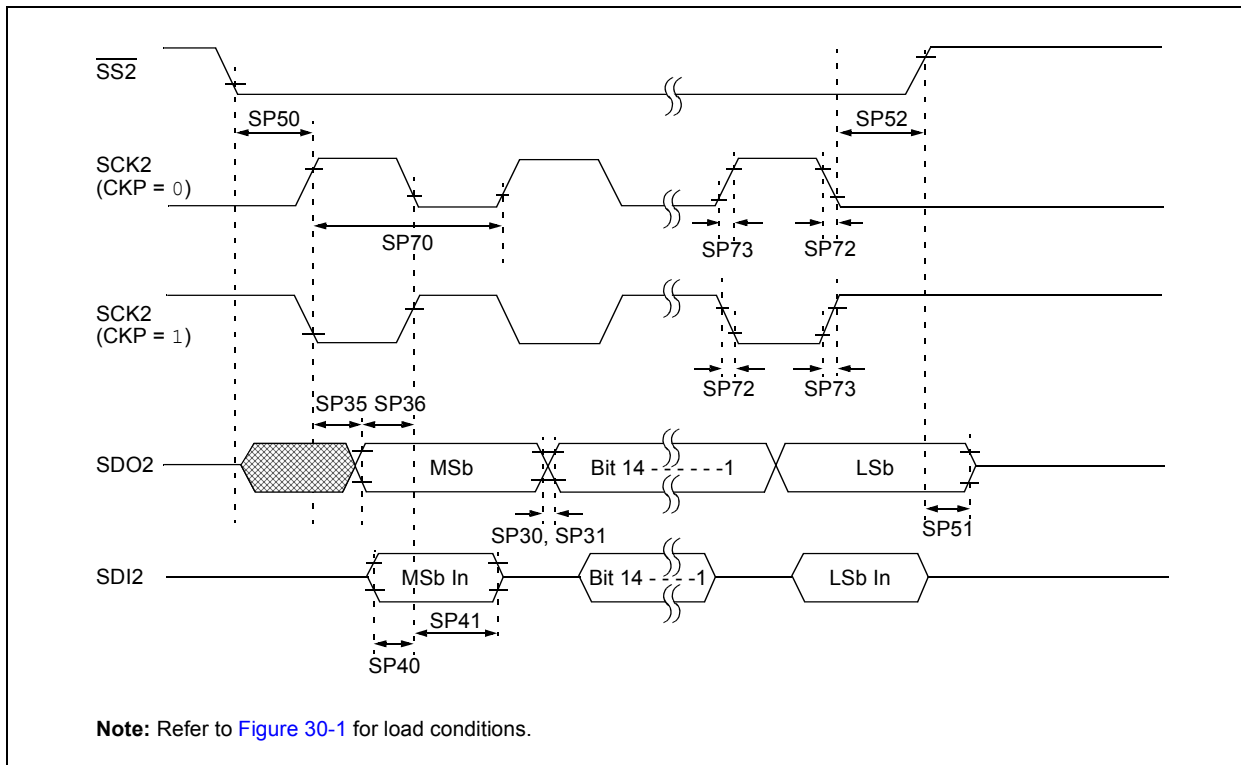 SS2
SP50
SP52
SCK2
(CKP = 0)
SP70
SP73
SP72
SCK2
(CKP = 1)
SP72
SP73
SP35
SP36
SDO2
MSb
Bit 14 - - - - - - -1
LSb
SP30, SP31
SP51
SDI2
MSb In
Bit 14 - - - - -1
LSb In
SP41
SP40
Note: Refer to Figure 30-1 for load conditions.